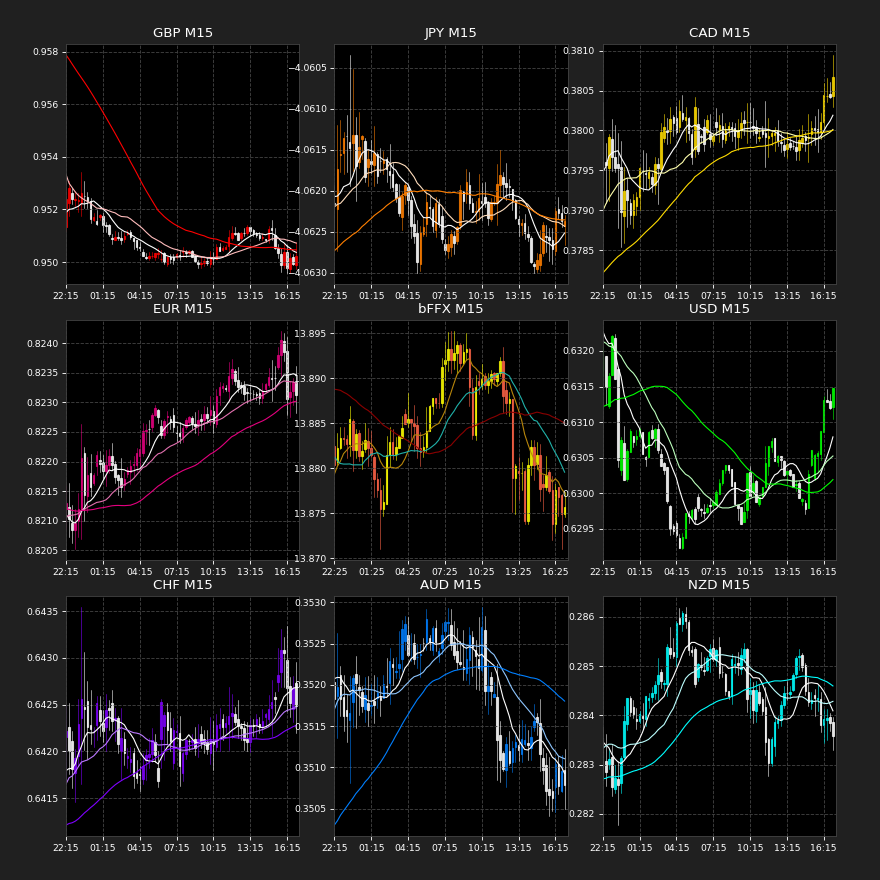 GBP M15
0.958
0.956
0.954
0.952
0.950
22:15 01:15 04:15 07:15 10:15 13:15 16:15
JPY M15
−4.0605
−4.0610
−4.0615
−4.0620
−4.0625
−4.0630
22:15 01:15 04:15 07:15 10:15 13:15 16:15
CAD M15
0.3810
0.3805
0.3800
0.3795
0.3790
0.3785
22:15 01:15 04:15 07:15 10:15 13:15 16:15
EUR M15
0.8240
0.8235
0.8230
0.8225
0.8220
0.8215
0.8210
0.8205
22:15 01:15 04:15 07:15 10:15 13:15 16:15
bFFX M15
13.895
13.890
13.885
13.880
13.875
13.870
22:25 01:25 04:25 07:25 10:25 13:25 16:25
USD M15
0.6320
0.6315
0.6310
0.6305
0.6300
0.6295
22:15 01:15 04:15 07:15 10:15 13:15 16:15
CHF M15
0.6435
0.6430
0.6425
0.6420
0.6415
22:15 01:15 04:15 07:15 10:15 13:15 16:15
AUD M15
0.3530
0.3525
0.3520
0.3515
0.3510
0.3505
22:15 01:15 04:15 07:15 10:15 13:15 16:15
NZD M15
0.286
0.285
0.284
0.283
0.282
22:15 01:15 04:15 07:15 10:15 13:15 16:15